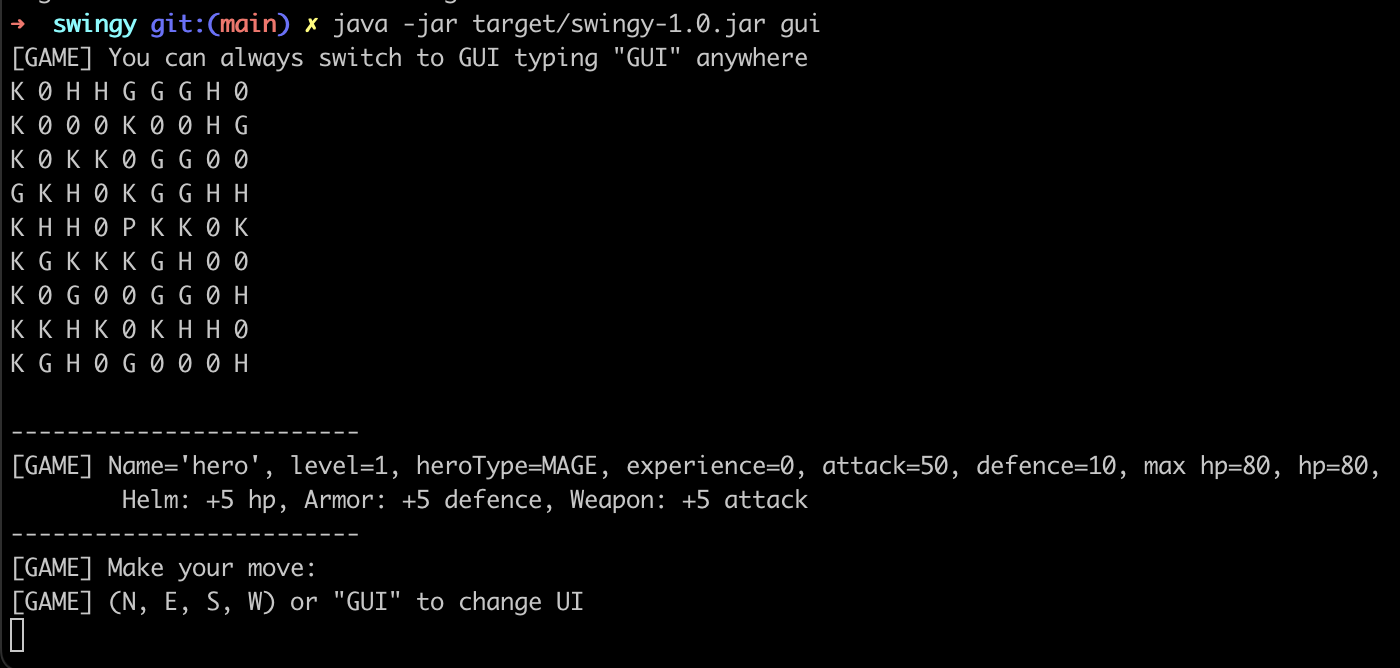 → swingy git:(main) ✗ java -jar target/swingy-1.0.jar gui
[GAME] You can always switch to GUI typing "GUI" anywhere
K 0 H H G G G H 0
K 0 0 0 K 0 0 H G
K 0 K K 0 G G 0 0
G K H 0 K G G H H
K H H 0 P K K 0 K
K G K K K G H 0 0
K 0 G 0 0 G G 0 H
K K H K 0 K H H 0
K G H 0 G 0 0 0 H
-------------------------
[GAME] Name='hero', level=1, heroType=MAGE, experience=0, attack=50, defence=10, max hp=80, hp=80,
Helm: +5 hp, Armor: +5 defence, Weapon: +5 attack
-------------------------
[GAME] Make your move:
[GAME] (N, E, S, W) or "GUI" to change UI